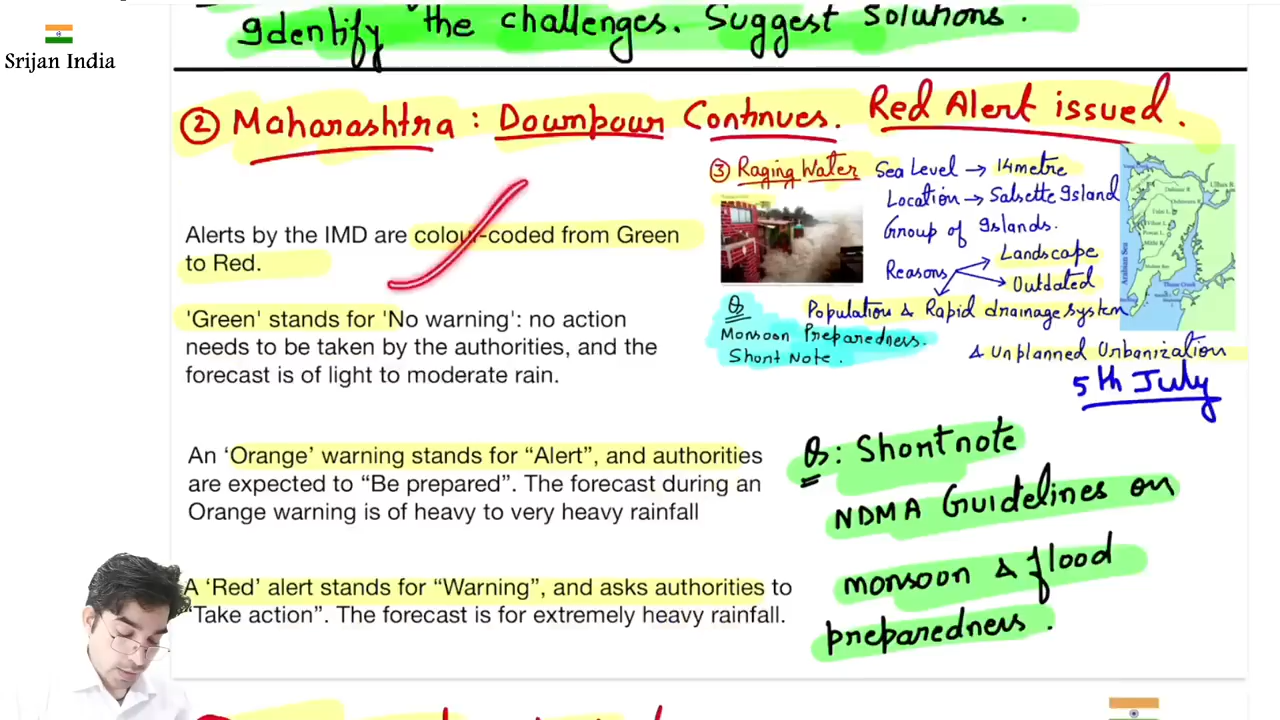 Identify the challenges. Suggest Solutions.
Srijan India
② Maharashtra: Downpour Continues. Red Alert issued.
Alerts by the IMD are colour-coded from Green
to Red.
'Green' stands for 'No warning': no action
needs to be taken by the authorities, and the
forecast is of light to moderate rain.
An ‘Orange’ warning stands for “Alert”, and authorities
are expected to “Be prepared”. The forecast during an
Orange warning is of heavy to very heavy rainfall
A ‘Red’ alert stands for “Warning”, and asks authorities to
“Take action”. The forecast is for extremely heavy rainfall.
③ Raging Water
Sea Level → 14 metre
Location → Salsette Island
Group of Islands.
Reasons → Landscape
→ Outdated
drainage system
Population & Rapid
& Unplanned Urbanization
Q
Monsoon Preparedness.
Short Note.
5th July
Arabian Sea
Q: Short note
NDMA Guidelines on
monsoon & flood
preparedness.